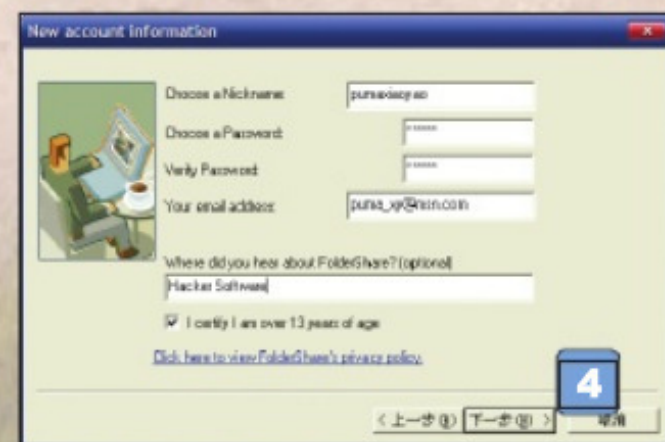 New account information
Choose a Nickname:
Choose a Password:
Verify Password:
Your email address:
puma_xy@msn.com
Where did you hear about FolderShare? (optional)
Hacker Software
I certify I am over 13 years of age
Click here to view FolderShare's privacy policy.
4
<上一步(B) 下一步(N) > 取消